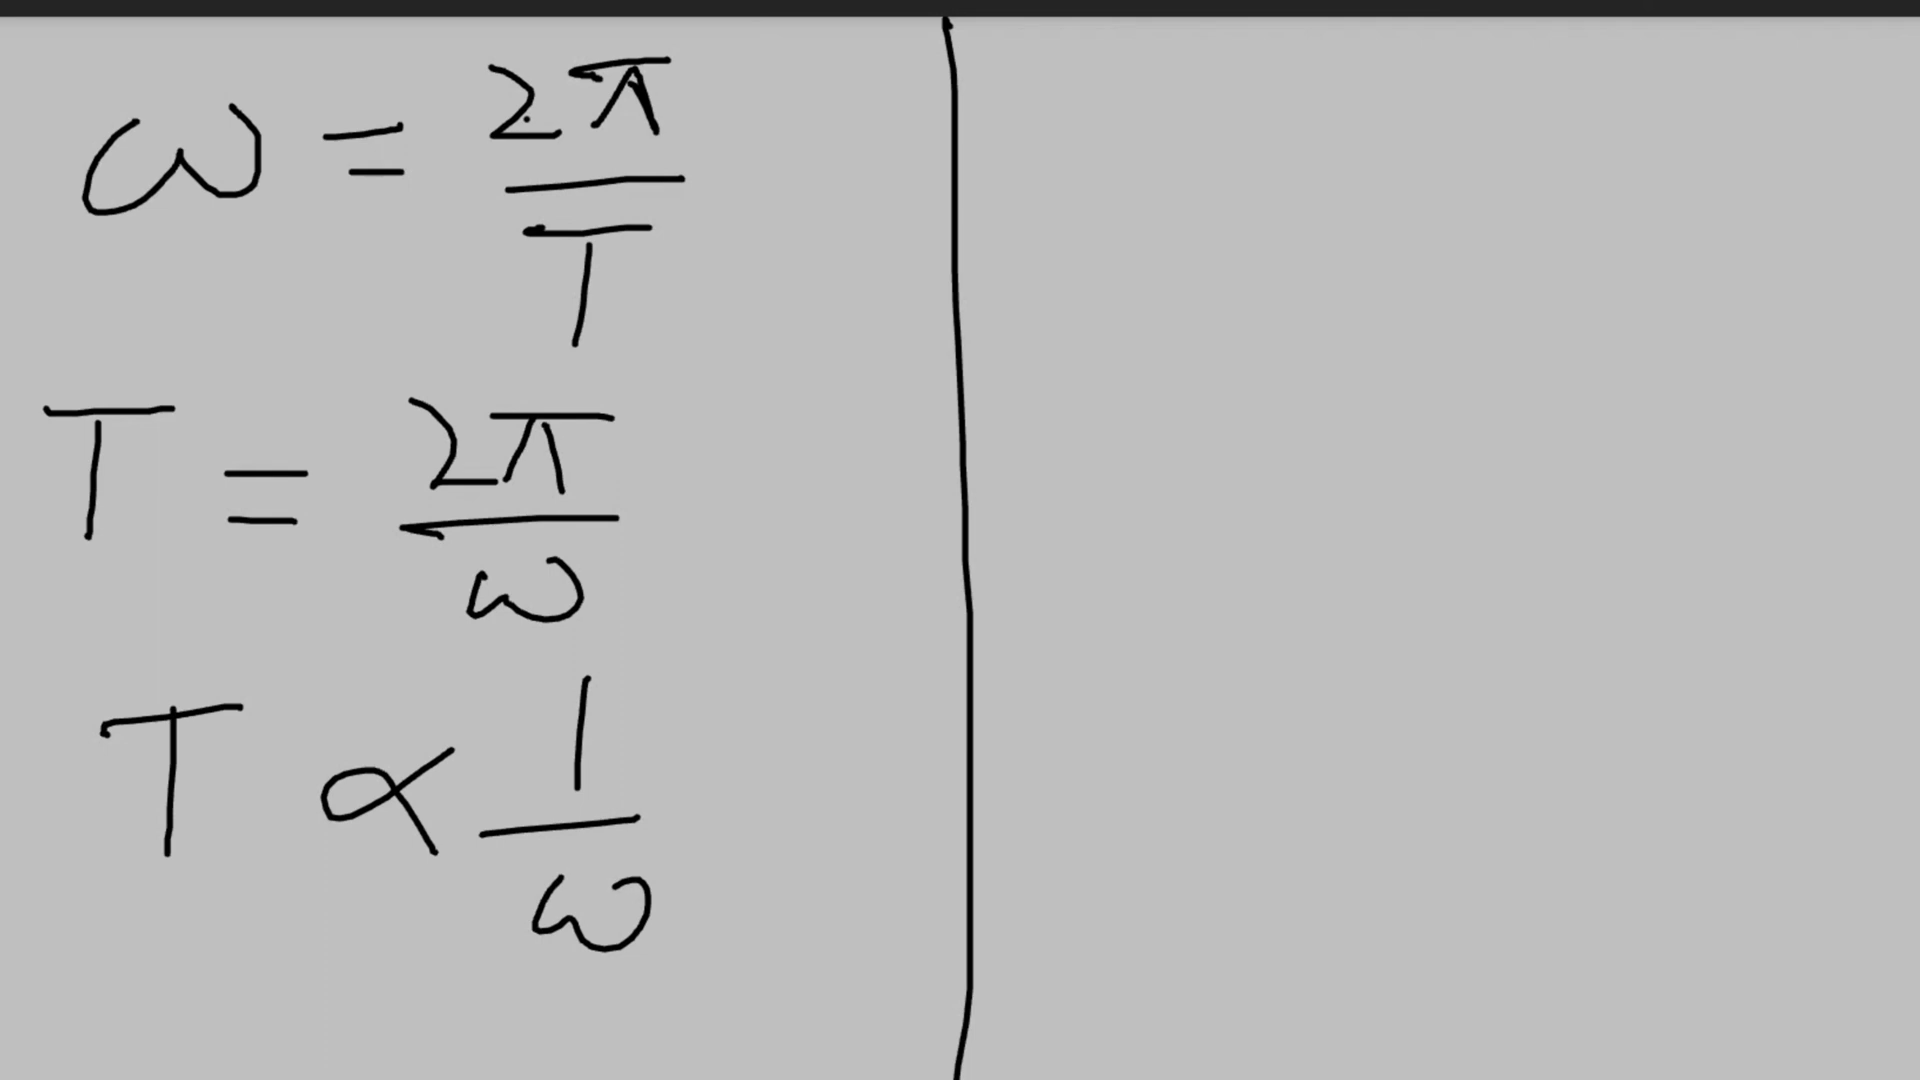 ω = 2π/T
T = 2π/ω
T ∝ 1/ω